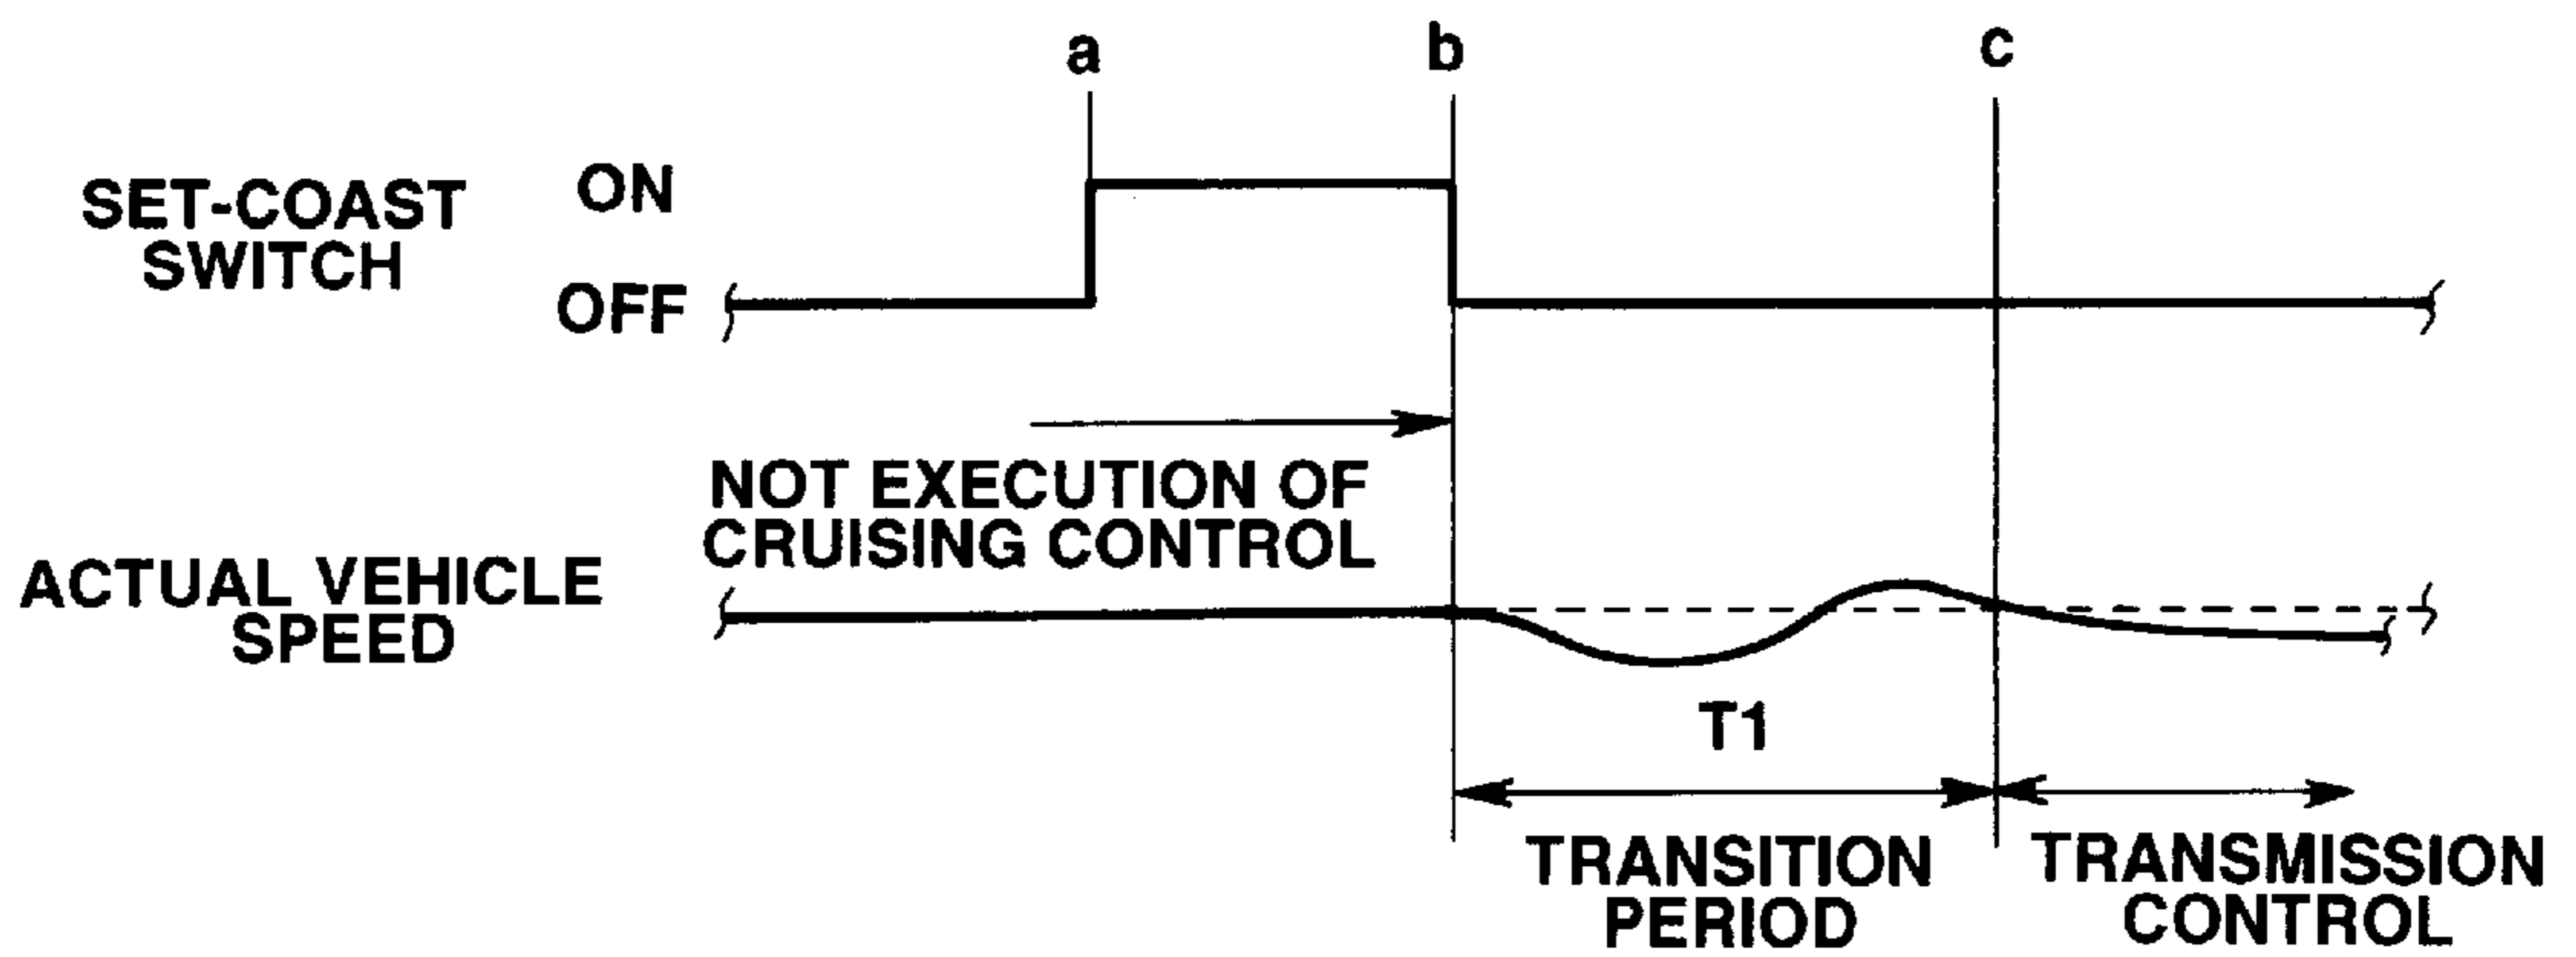 a
b
c
SET-COAST
SWITCH
ON
OFF
NOT EXECUTION OF
CRUISING CONTROL
ACTUAL VEHICLE
SPEED
T1
TRANSITION
PERIOD
TRANSMISSION
CONTROL